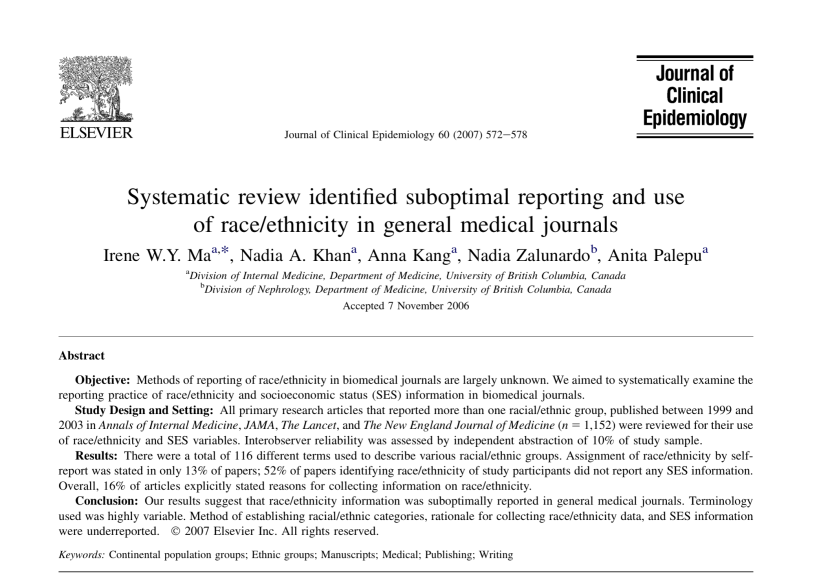 ELSEVIER
Journal of Clinical Epidemiology 60 (2007) 572–578
Journal of
Clinical
Epidemiology
Systematic review identified suboptimal reporting and use
of race/ethnicity in general medical journals
Irene W.Y. Maa,*, Nadia A. Khana, Anna Kanga, Nadia Zalunardob, Anita Palepua
aDivision of Internal Medicine, Department of Medicine, University of British Columbia, Canada
bDivision of Nephrology, Department of Medicine, University of British Columbia, Canada
Accepted 7 November 2006
Abstract
Objective: Methods of reporting of race/ethnicity in biomedical journals are largely unknown. We aimed to systematically examine the
reporting practice of race/ethnicity and socioeconomic status (SES) information in biomedical journals.
Study Design and Setting: All primary research articles that reported more than one racial/ethnic group, published between 1999 and
2003 in Annals of Internal Medicine, JAMA, The Lancet, and The New England Journal of Medicine (n = 1,152) were reviewed for their use
of race/ethnicity and SES variables. Interobserver reliability was assessed by independent abstraction of 10% of study sample.
Results: There were a total of 116 different terms used to describe various racial/ethnic groups. Assignment of race/ethnicity by self-
report was stated in only 13% of papers; 52% of papers identifying race/ethnicity of study participants did not report any SES information.
Overall, 16% of articles explicitly stated reasons for collecting information on race/ethnicity.
Conclusion: Our results suggest that race/ethnicity information was suboptimally reported in general medical journals. Terminology
used was highly variable. Method of establishing racial/ethnic categories, rationale for collecting race/ethnicity data, and SES information
were underreported. © 2007 Elsevier Inc. All rights reserved.
Keywords: Continental population groups; Ethnic groups; Manuscripts; Medical; Publishing; Writing